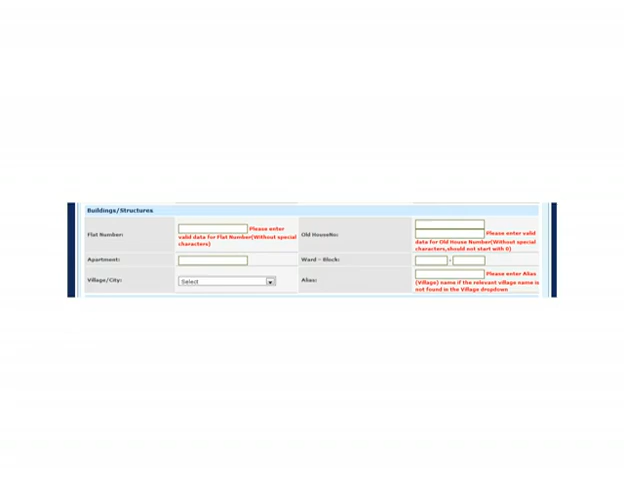 Buildings/Structures
Flat Number:
Please enter
valid data for Flat Number(Without special
characters)
Old HouseNo:
Please enter valid
data for Old House Number(Without special
characters,should not start with 0)
Apartment:
Ward - Block:
-
Village/City:
Select
Alias:
Please enter Alias
(Village) name if the relevant village name is
not found in the Village dropdown